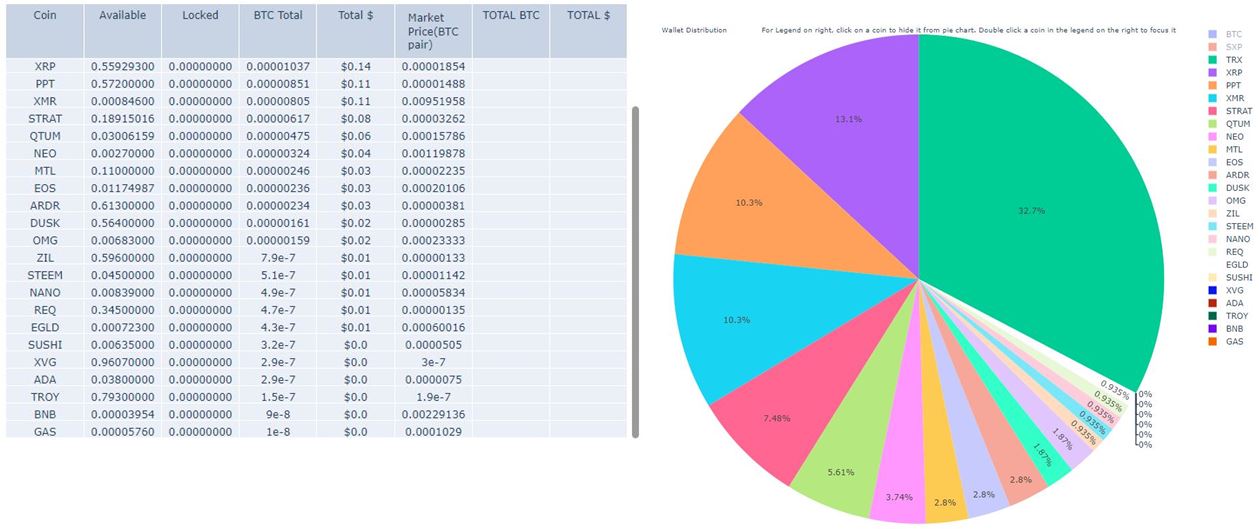 Coin Available Locked BTC Total Total $ Market Price(BTC pair) TOTAL BTC TOTAL $
XRP 0.55929300 0.00000000 0.00001037 $0.14 0.00001854
PPT 0.57200000 0.00000000 0.00000851 $0.11 0.00001488
XMR 0.00084600 0.00000000 0.00000805 $0.11 0.00951958
STRAT 0.18915016 0.00000000 0.00000617 $0.08 0.00003262
QTUM 0.03006159 0.00000000 0.00000475 $0.06 0.00015786
NEO 0.00270000 0.00000000 0.00000324 $0.04 0.00119878
MTL 0.11000000 0.00000000 0.00000246 $0.03 0.00002235
EOS 0.01174987 0.00000000 0.00000236 $0.03 0.00020106
ARDR 0.61300000 0.00000000 0.00000234 $0.03 0.00000381
DUSK 0.56400000 0.00000000 0.00000161 $0.02 0.00000285
OMG 0.00683000 0.00000000 0.00000159 $0.02 0.00023333
ZIL 0.59600000 0.00000000 7.9e-7 $0.01 0.00000133
STEEM 0.04500000 0.00000000 5.1e-7 $0.01 0.00001142
NANO 0.00839000 0.00000000 4.9e-7 $0.01 0.00005834
REQ 0.34500000 0.00000000 4.7e-7 $0.01 0.00000135
EGLD 0.00072300 0.00000000 4.3e-7 $0.01 0.00060016
SUSHI 0.00635000 0.00000000 3.2e-7 $0.0 0.0000505
XVG 0.96070000 0.00000000 2.9e-7 $0.0 3e-7
ADA 0.03800000 0.00000000 2.9e-7 $0.0 0.0000075
TROY 0.79300000 0.00000000 1.5e-7 $0.0 1.9e-7
BNB 0.00003954 0.00000000 9e-8 $0.0 0.00229136
GAS 0.00005760 0.00000000 1e-8 $0.0 0.0001029
Wallet Distribution For Legend on right, click on a coin to hide it from pie chart. Double click a coin in the legend on the right to focus it
13.1%
32.7%
10.3%
10.3%
7.48%
5.61%
3.74%
2.8%
2.8%
2.8%
1.87%
1.87%
0.935%
0.935%
0.935%
0.935%
0.935%
0%
0%
0%
0%
0%
0%
BTC
SXP
TRX
XRP
PPT
XMR
STRAT
QTUM
NEO
MTL
EOS
ARDR
DUSK
OMG
ZIL
STEEM
NANO
REQ
EGLD
SUSHI
XVG
ADA
TROY
BNB
GAS